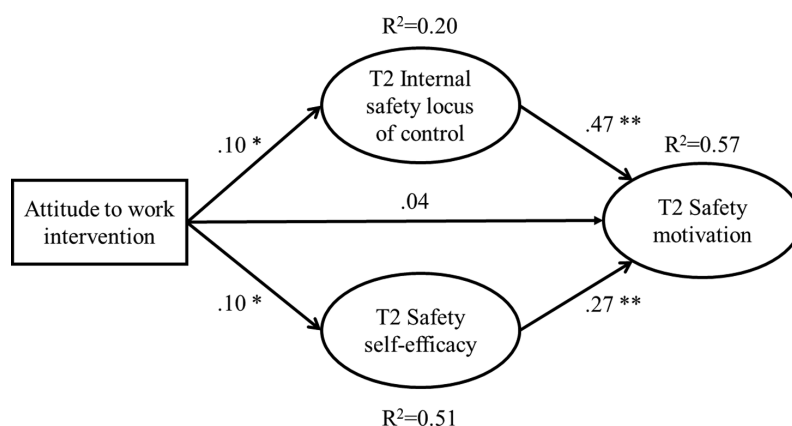 R²=0.20
T2 Internal
safety locus
of control
.10 *
.47 **
R²=0.57
Attitude to work
intervention
.04
T2 Safety
motivation
.10 *
.27 **
T2 Safety
self-efficacy
R²=0.51